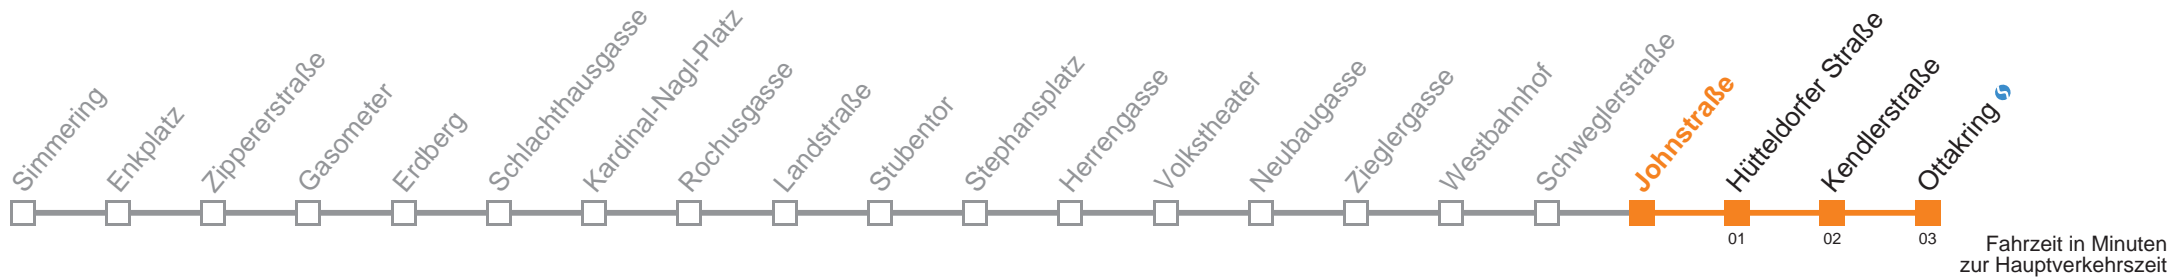 Simmering
Enkplatz
Zippererstraße
Gasometer
Erdberg
Schlachthausgasse
Kardinal-Nagl-Platz
Rochusgasse
Landstraße
Stubentor
Stephansplatz
Herrengasse
Volkstheater
Neubaugasse
Zieglergasse
Westbahnhof
Schweglerstraße
Johnstraße
Hütteldorfer Straße
Kendlerstraße
Ottakring
01
02
03
Fahrzeit in Minuten
zur Hauptverkehrszeit